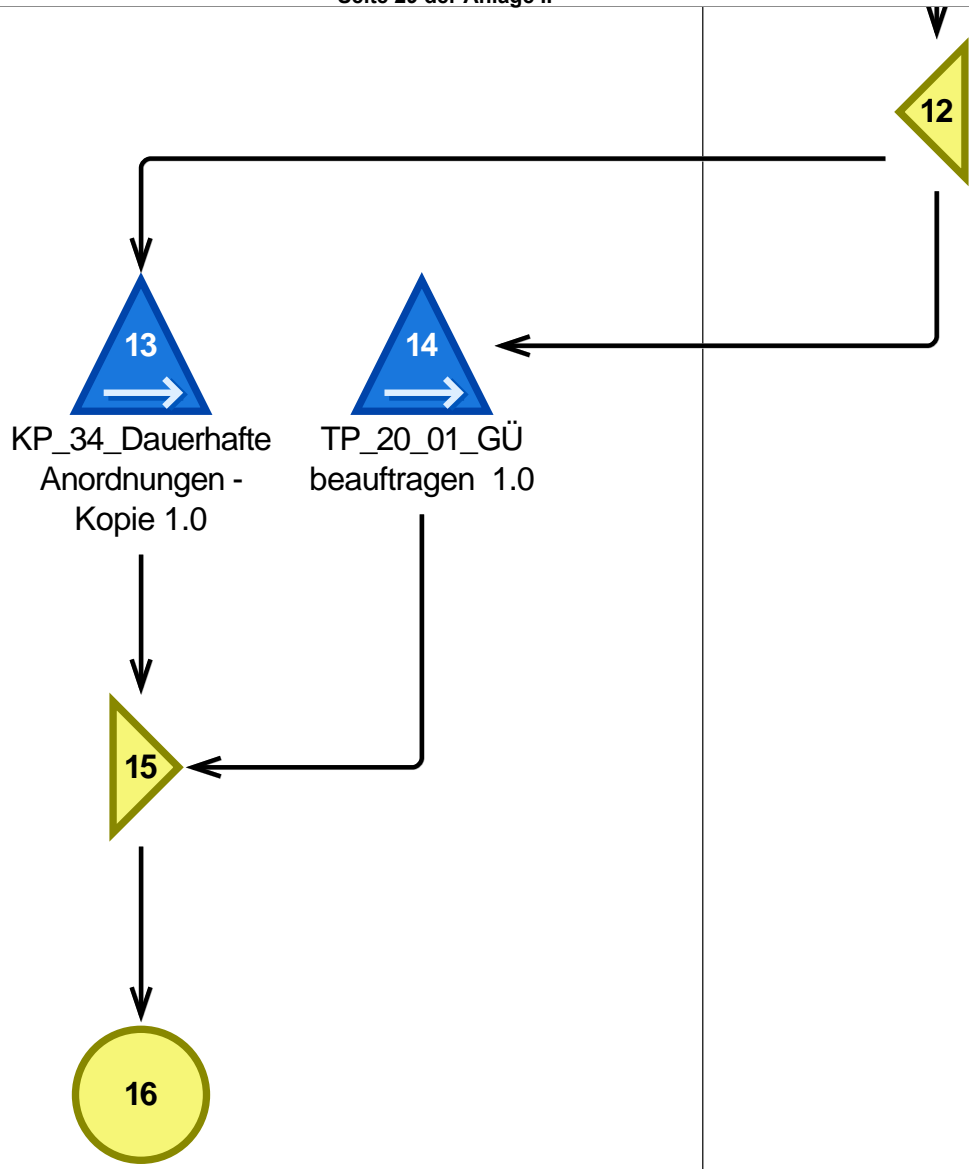 12
13
14
KP_34_Dauerhafte
Anordnungen -
Kopie 1.0
TP_20_01_GÜ
beauftragen 1.0
15
16